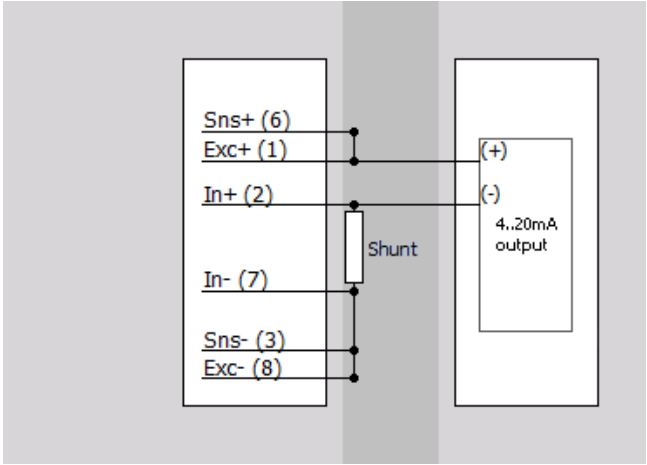 Sns+ (6)
Exc+ (1)
(+)
In+ (2)
(-)
4..20mA
output
Shunt
In- (7)
Sns- (3)
Exc- (8)